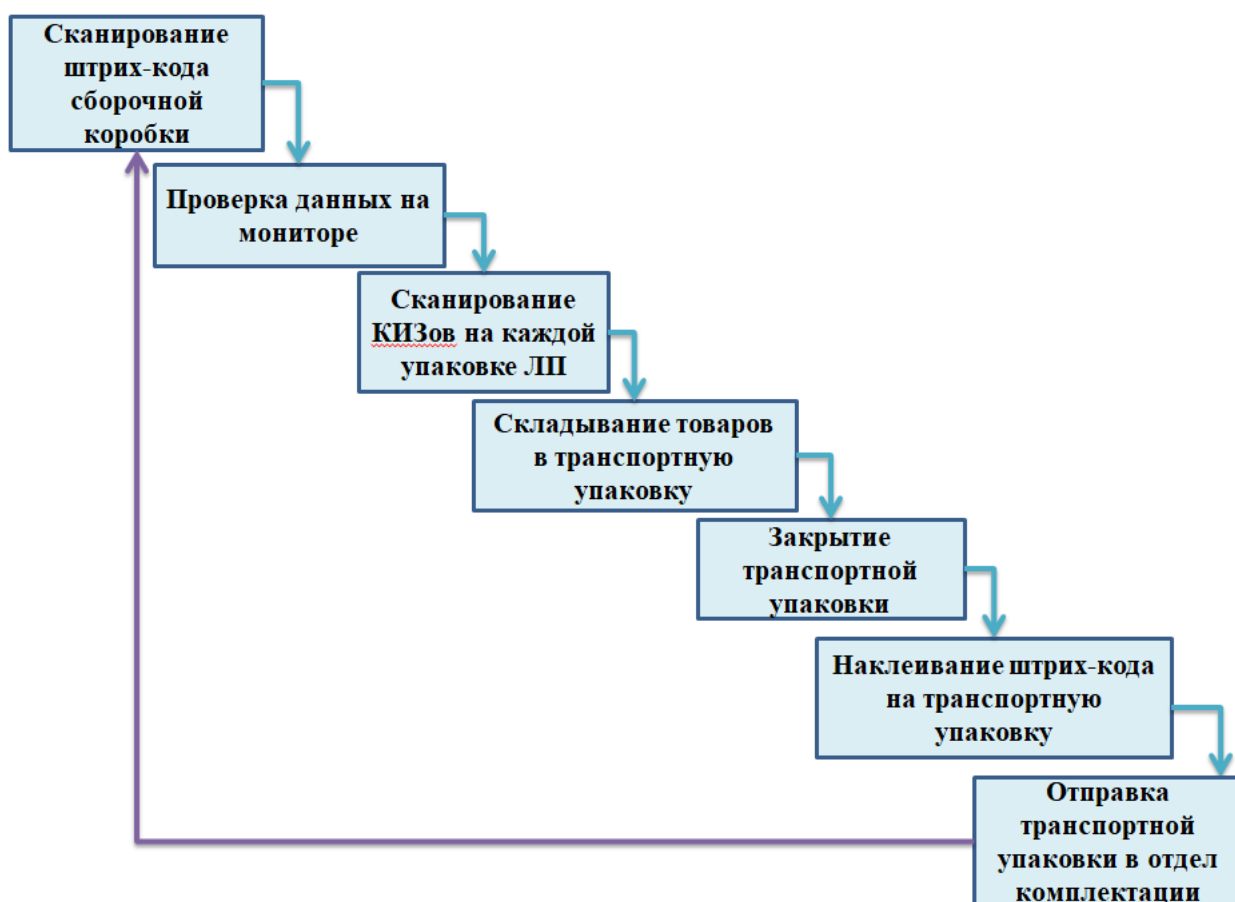 Сканирование
штрих-кода
сборочной
коробки
Проверка данных на
мониторе
Сканирование
КИЗов на каждой
упаковке ЛП
Складывание товаров
в транспортную
упаковку
Закрытие
транспортной
упаковки
Наклеивание штрих-кода
на транспортную
упаковку
Отправка
транспортной
упаковки в отдел
комплектации